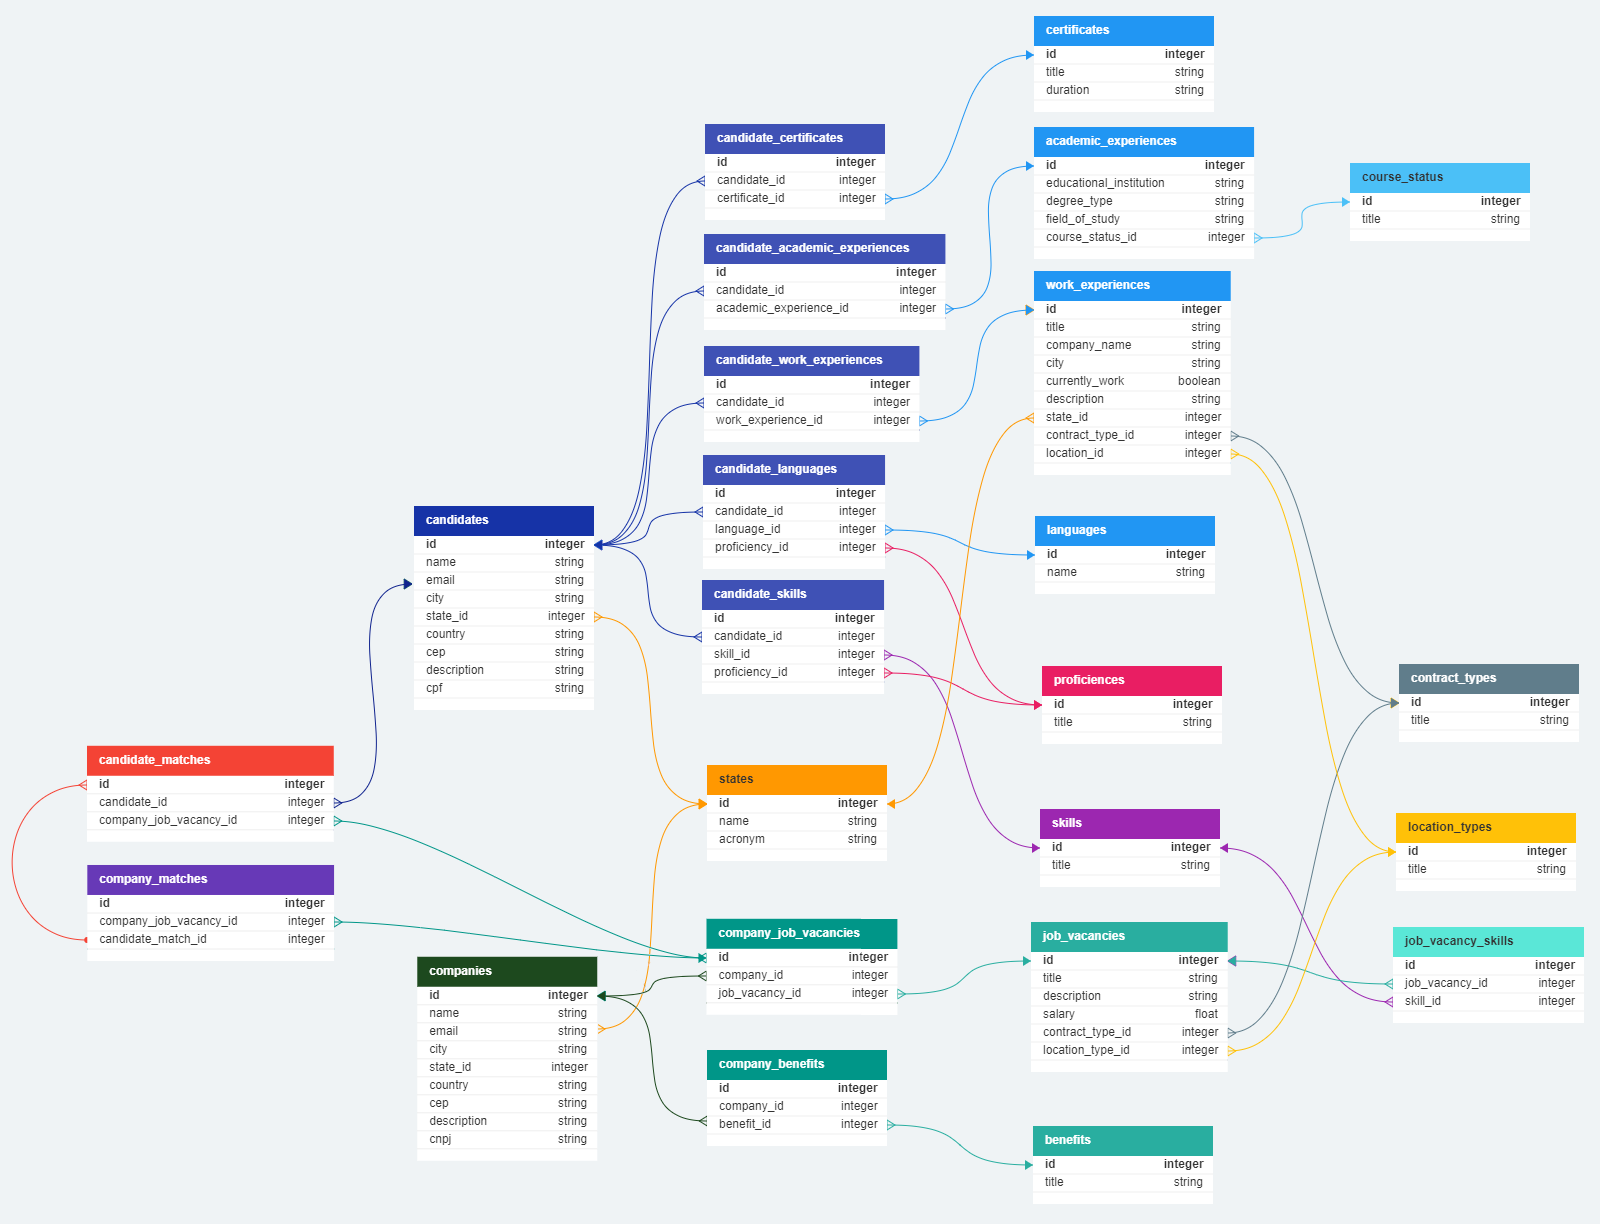 certificates
id integer
title string
duration string
candidate_certificates
id integer
candidate_id integer
certificate_id integer
academic_experiences
id integer
educational_institution string
degree_type string
field_of_study string
course_status_id integer
course_status
id integer
title string
candidate_academic_experiences
id integer
candidate_id integer
academic_experience_id integer
work_experiences
id integer
title string
company_name string
city string
currently_work boolean
description string
state_id integer
contract_type_id integer
location_id integer
candidate_work_experiences
id integer
candidate_id integer
work_experience_id integer
candidate_languages
id integer
candidate_id integer
language_id integer
proficiency_id integer
candidates
id integer
name string
email string
city string
state_id integer
country string
cep string
description string
cpf string
languages
id integer
name string
candidate_skills
id integer
candidate_id integer
skill_id integer
proficiency_id integer
proficiences
id integer
title string
contract_types
id integer
title string
candidate_matches
id integer
candidate_id integer
company_job_vacancy_id integer
states
id integer
name string
acronym string
skills
id integer
title string
location_types
id integer
title string
company_matches
id integer
company_job_vacancy_id integer
candidate_match_id integer
company_job_vacancies
id integer
company_id integer
job_vacancy_id integer
job_vacancies
id integer
title string
description string
salary float
contract_type_id integer
location_type_id integer
job_vacancy_skills
id integer
job_vacancy_id integer
skill_id integer
companies
id integer
name string
email string
city string
state_id integer
country string
cep string
description string
cnpj string
company_benefits
id integer
company_id integer
benefit_id integer
benefits
id integer
title string